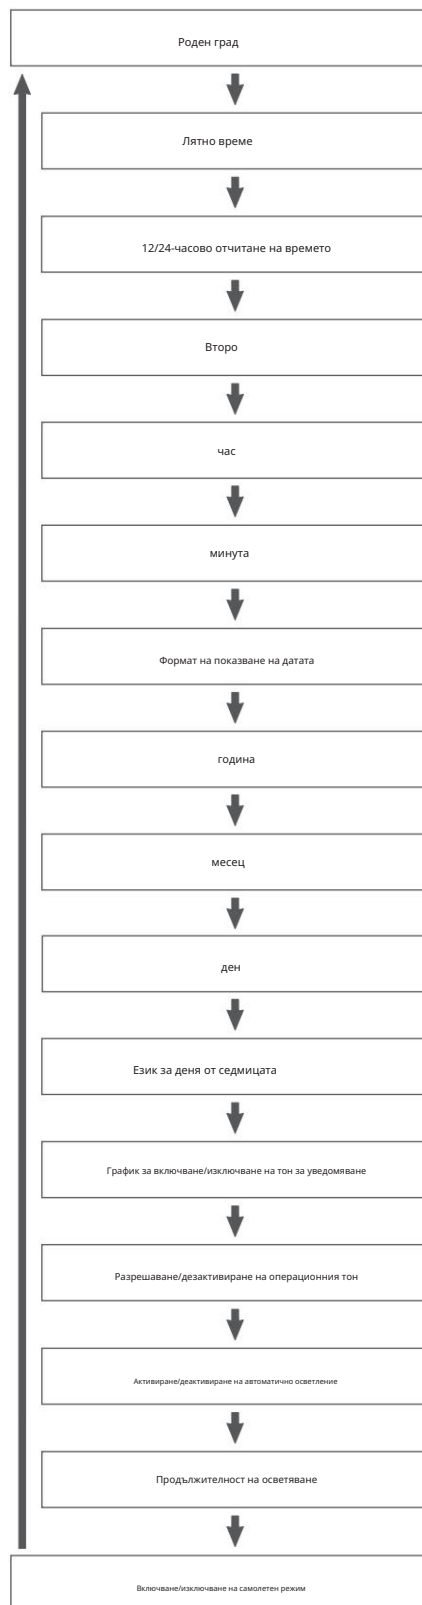 Роден град
Лятно време
12/24-часово отчитане на времето
Второ
час
минута
Формат на показване на датата
година
месец
ден
Език за деня от седмицата
График за включване/изключване на тон за уведомяване
Разрешаване/дезактивиране на операционния тон
Активиране/деактивиране на автоматично осветление
Продължителност на осветяване
Включване/изключване на самолетен режим